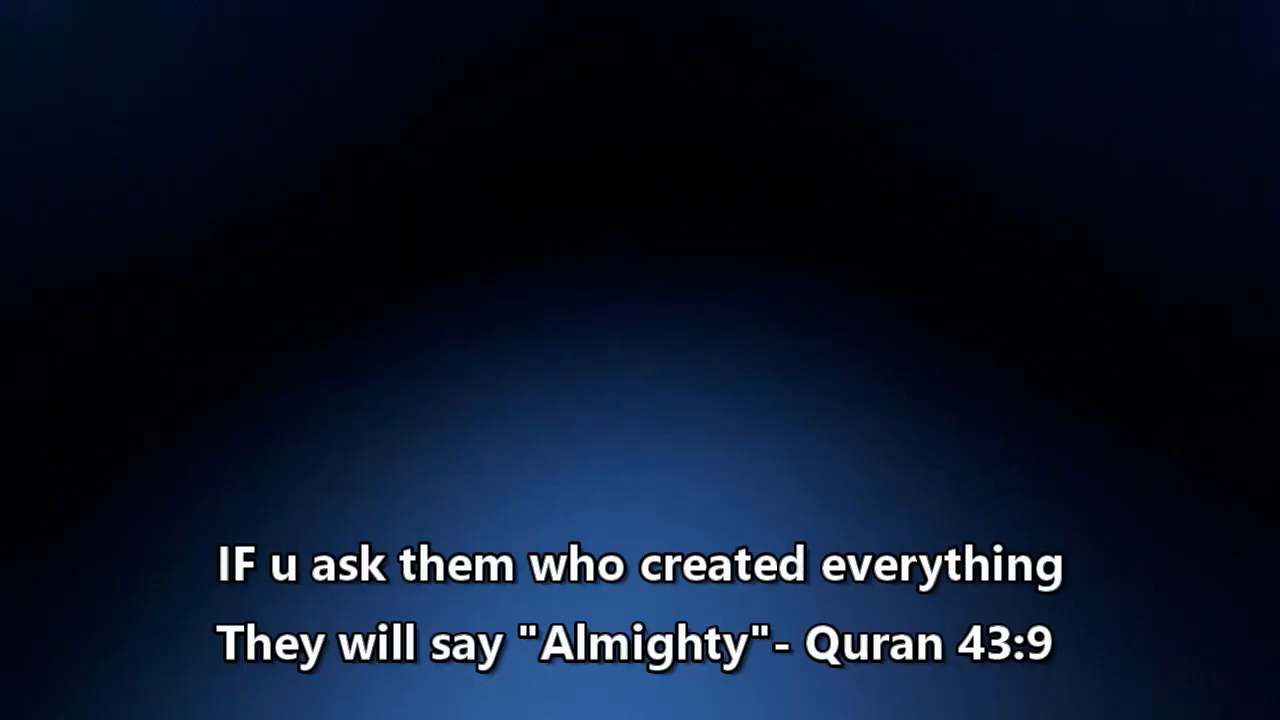 IF u ask them who created everything
They will say "Almighty"- Quran 43:9